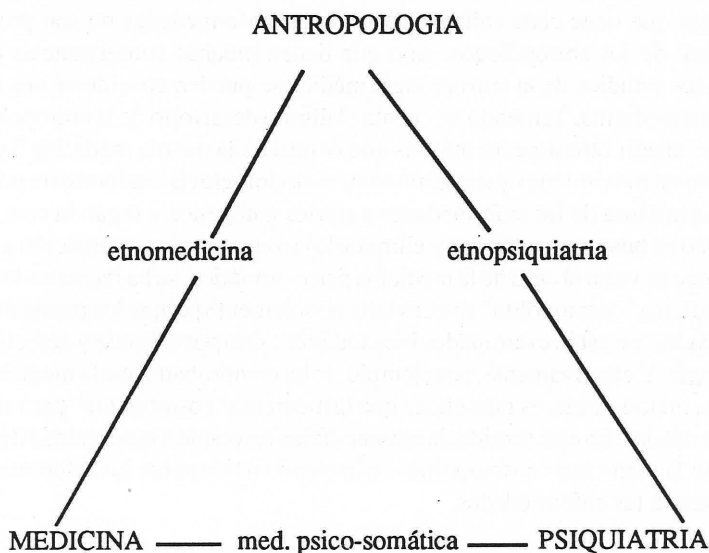 ANTROPOLOGIA
etnomedicina etnopsiquiatria
MEDICINA med. psico-somática PSIQUIATRIA